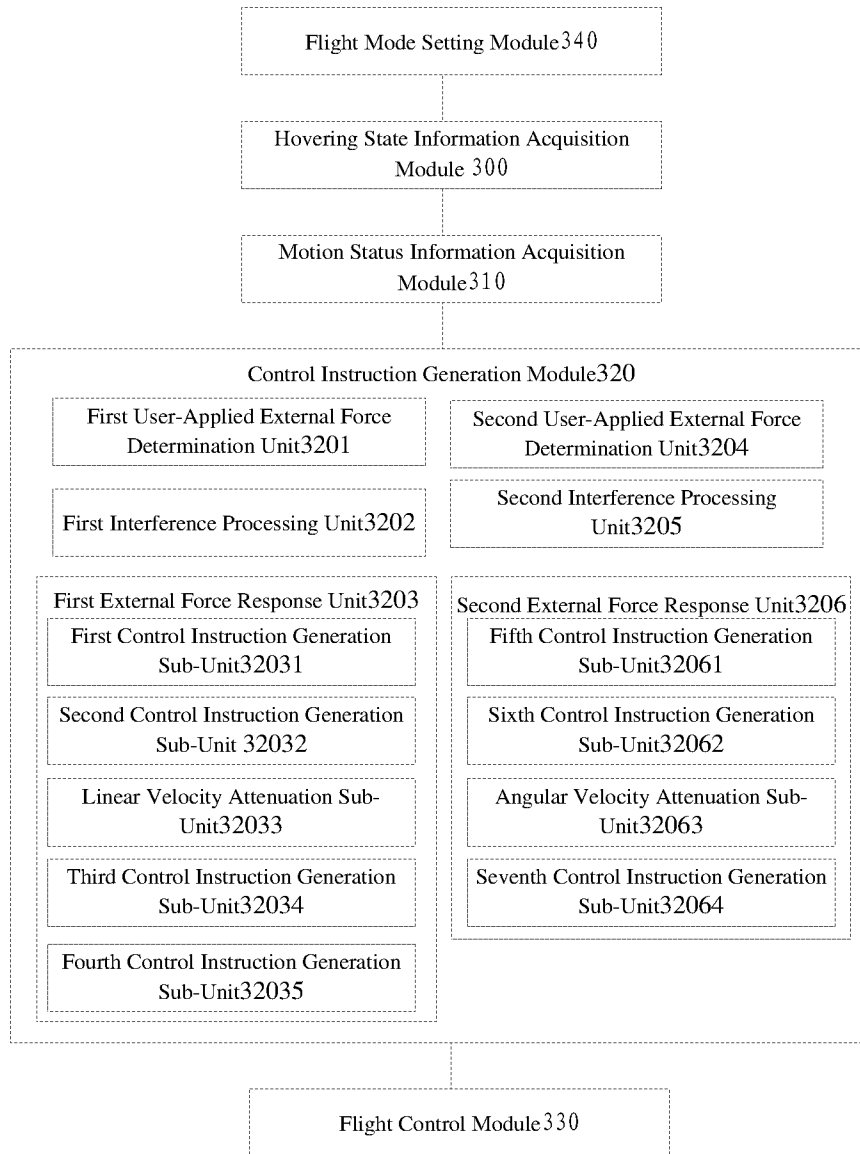 Flight Mode Setting Module340
Hovering State Information Acquisition
Module 300
Motion Status Information Acquisition
Module310
Control Instruction Generation Module320
First User-Applied External Force
Determination Unit3201
Second User-Applied External Force
Determination Unit3204
First Interference Processing Unit3202
Second Interference Processing
Unit3205
First External Force Response Unit3203
First Control Instruction Generation
Sub-Unit32031
Second Control Instruction Generation
Sub-Unit 32032
Linear Velocity Attenuation Sub-
Unit32033
Third Control Instruction Generation
Sub-Unit32034
Fourth Control Instruction Generation
Sub-Unit32035
Second External Force Response Unit3206
Fifth Control Instruction Generation
Sub-Unit32061
Sixth Control Instruction Generation
Sub-Unit32062
Angular Velocity Attenuation Sub-
Unit32063
Seventh Control Instruction Generation
Sub-Unit32064
Flight Control Module330